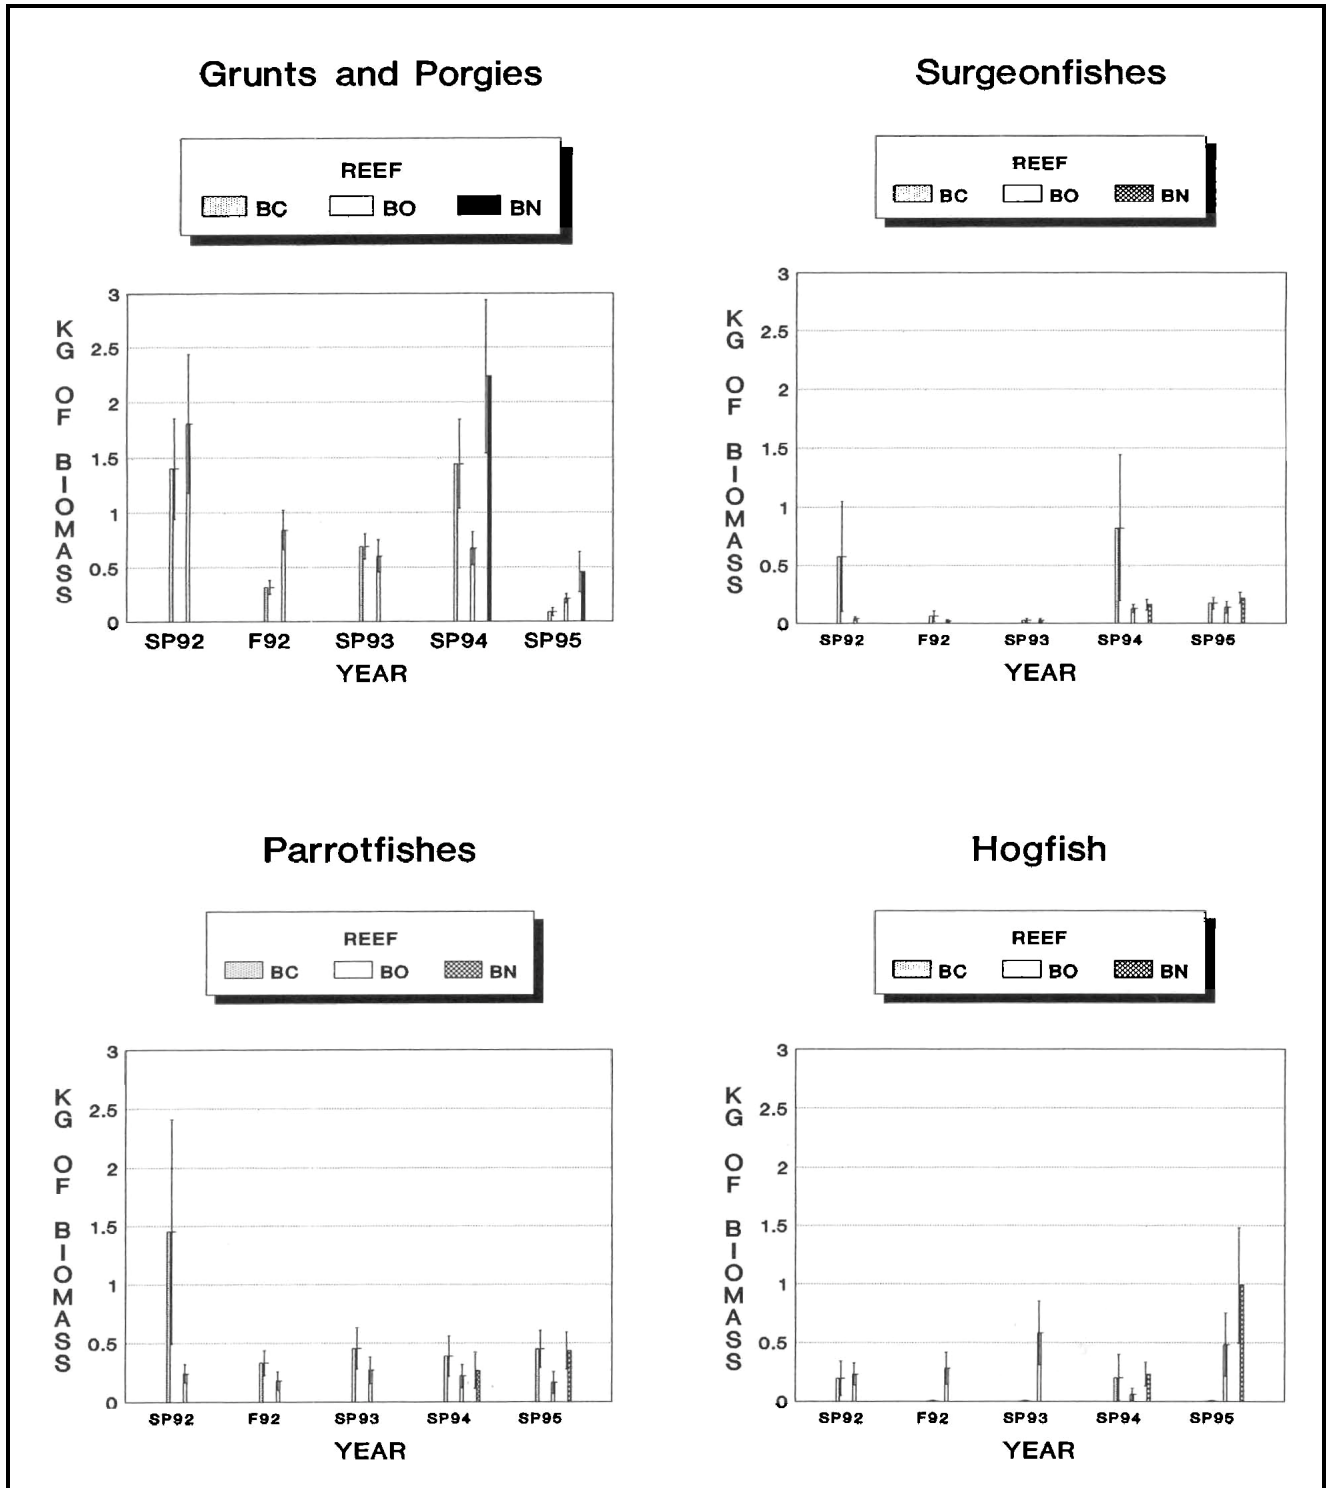 Grunts and Porgies
REEF
BC BO BN
KG OF BIOMASS
3
2.5
2
1.5
1
0.5
0
SP92 F92 SP93 SP94 SP95
YEAR
Surgeonfishes
REEF
BC BO BN
KG OF BIOMASS
3
2.5
2
1.5
1
0.5
0
SP92 F92 SP93 SP94 SP95
YEAR
Parrotfishes
REEF
BC BO BN
KG OF BIOMASS
3
2.5
2
1.5
1
0.5
0
SP92 F92 SP93 SP94 SP95
YEAR
Hogfish
REEF
BC BO BN
KG OF BIOMASS
3
2.5
2
1.5
1
0.5
0
SP92 F92 SP93 SP94 SP95
YEAR